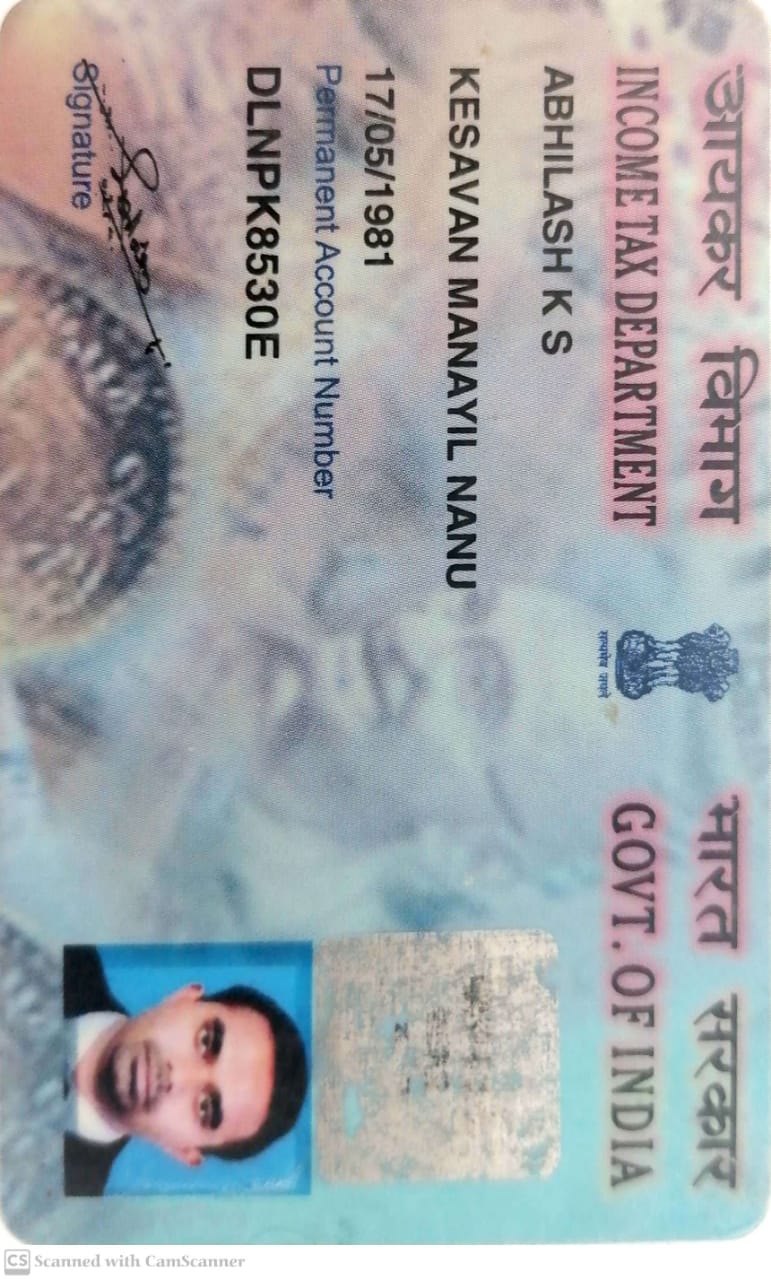 आयकर विभाग
INCOME TAX DEPARTMENT
सत्यमेव जयते
भारत सरकार
GOVT. OF INDIA
ABHILASH K S
KESAVAN MANAYIL NANU
17/05/1981
Permanent Account Number
DLNPK8530E
Signature
CS Scanned with CamScanner